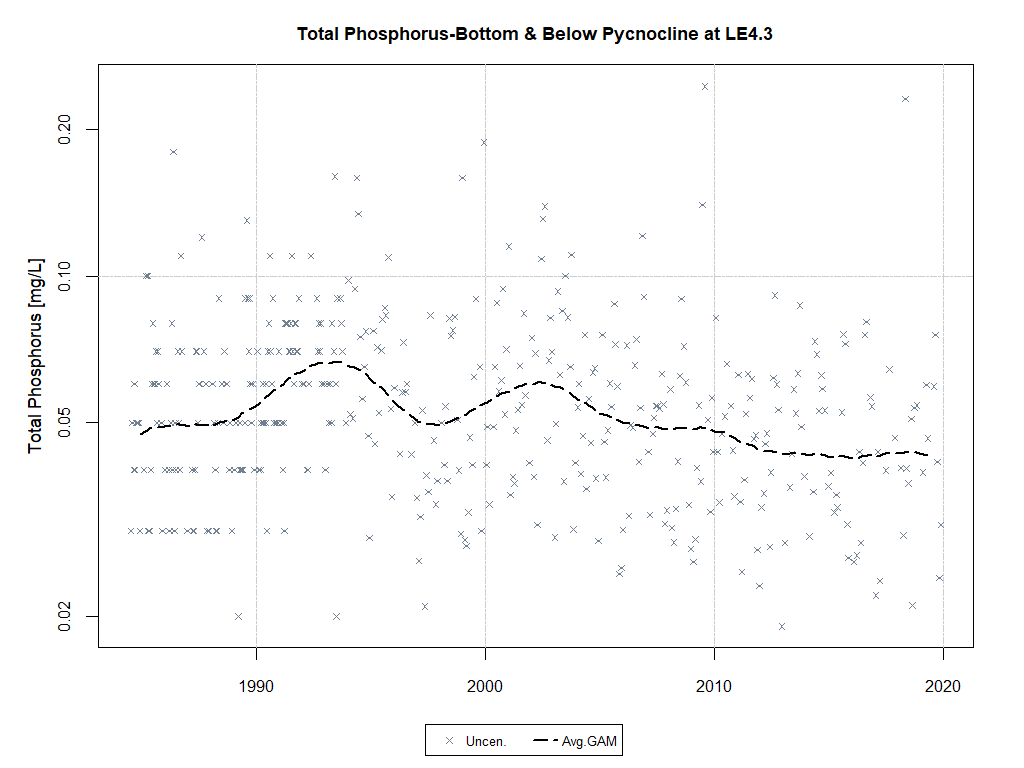 Total Phosphorus-Bottom & Below Pycnocline at LE4.3
Total Phosphorus [mg/L]
0.20
0.10
0.05
0.02
1990 2000 2010 2020
Uncen. Avg.GAM